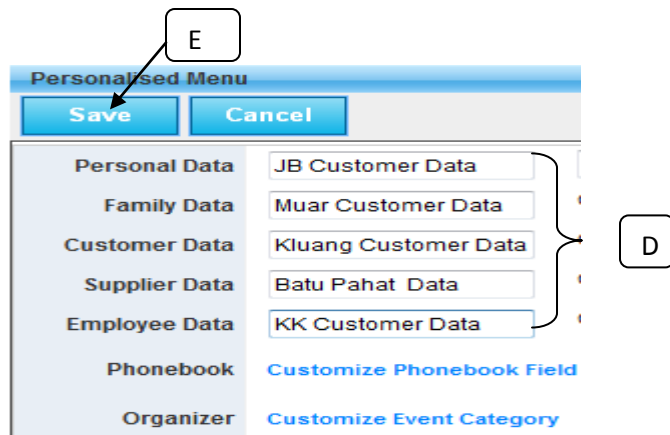 E
Personalised Menu
Save Cancel
Personal Data JB Customer Data
Family Data Muar Customer Data
Customer Data Kluang Customer Data
D
Supplier Data Batu Pahat Data
Employee Data KK Customer Data
Phonebook Customize Phonebook Field
Organizer Customize Event Category